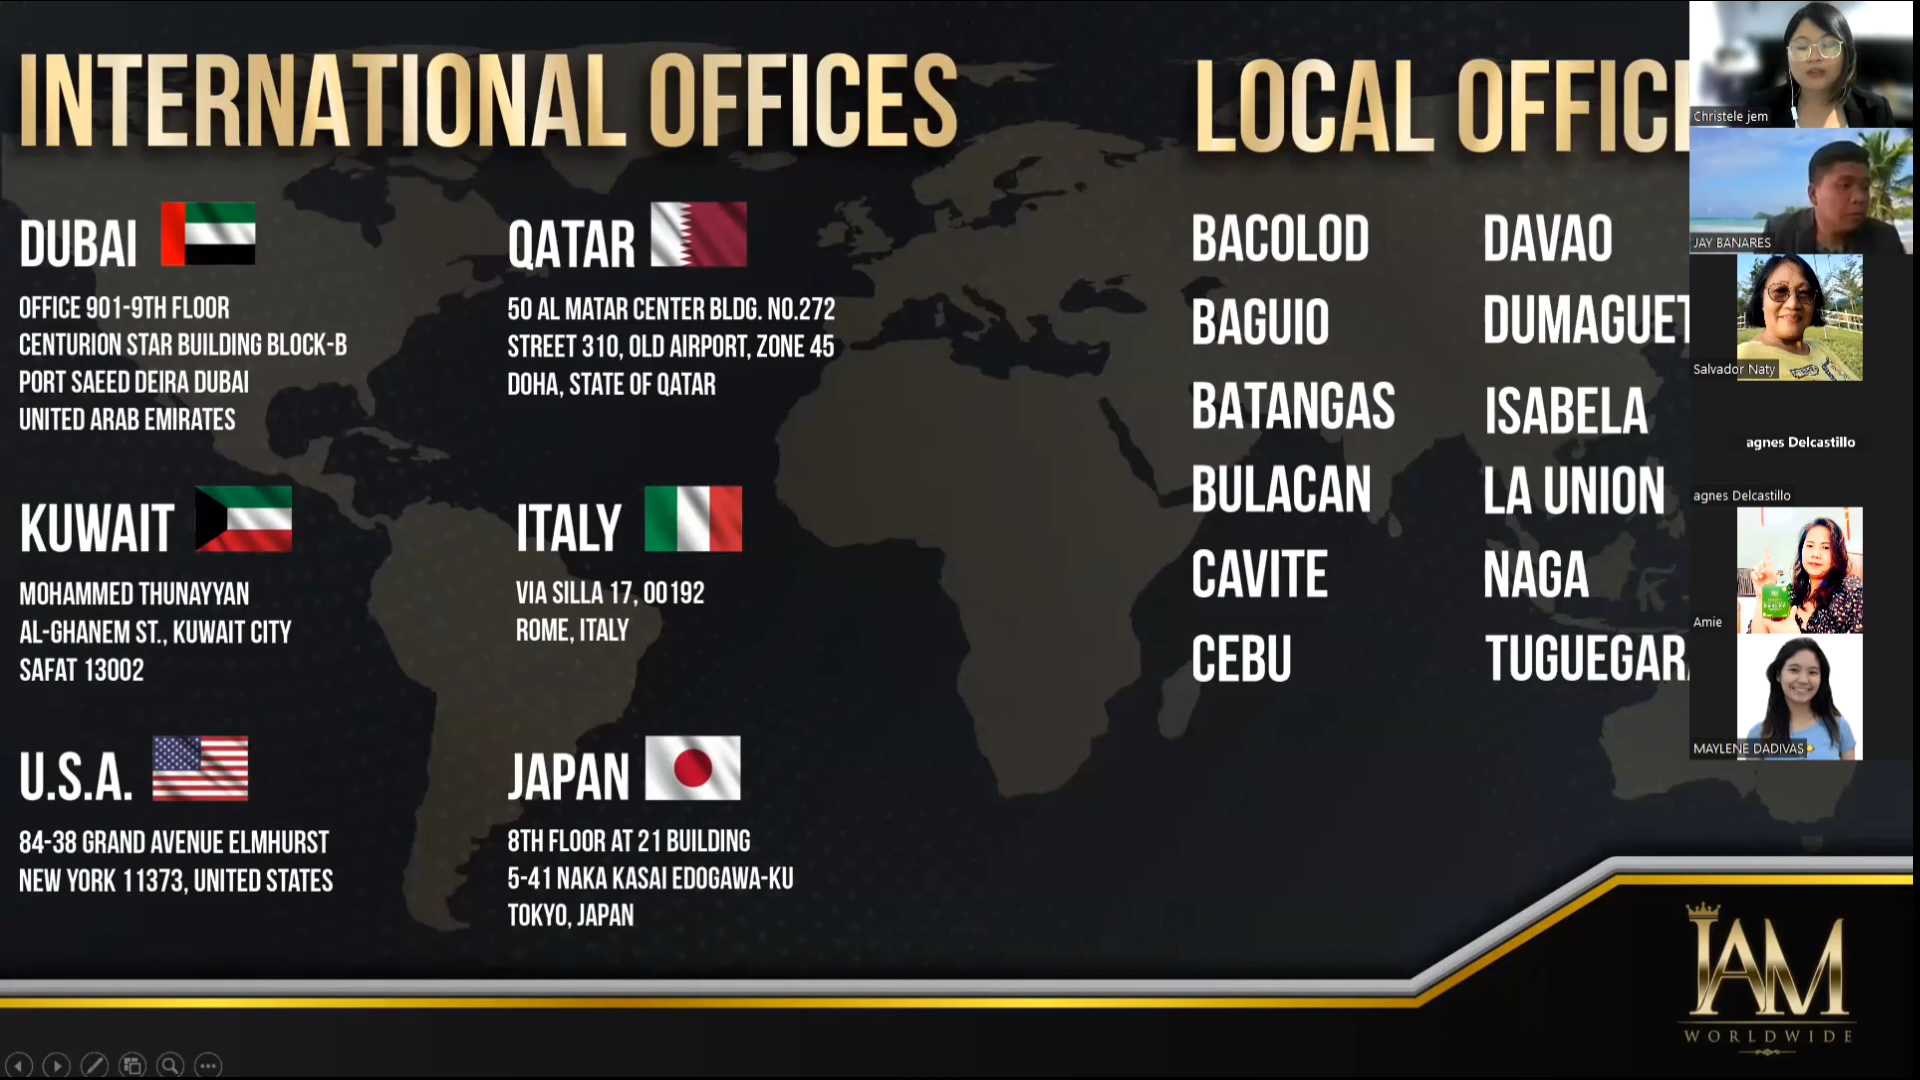 INTERNATIONAL OFFICES
DUBAI
OFFICE 901-9TH FLOOR
CENTURION STAR BUILDING BLOCK-B
PORT SAEED DEIRA DUBAI
UNITED ARAB EMIRATES
QATAR
50 AL MATAR CENTER BLDG. NO.272
STREET 310, OLD AIRPORT, ZONE 45
DOHA, STATE OF QATAR
KUWAIT
MOHAMMED THUNAYYAN
AL-GHANEM ST., KUWAIT CITY
SAFAT 13002
ITALY
VIA SILLA 17, 00192
ROME, ITALY
U.S.A.
84-38 GRAND AVENUE ELMHURST
NEW YORK 11373, UNITED STATES
JAPAN
8TH FLOOR AT 21 BUILDING
5-41 NAKA KASAI EDOGAWA-KU
TOKYO, JAPAN
LOCAL OFFIC
BACOLOD
BAGUIO
BATANGAS
BULACAN
CAVITE
CEBU
DAVAO
DUMAGUET
ISABELA
LA UNION
NAGA
TUGUEGAR
Christele jem
JAY BANARES
Salvador Naty
agnes Delcastillo
agnes Delcastillo
Amie
MAYLENE DADIVAS
IAM
WORLDWIDE